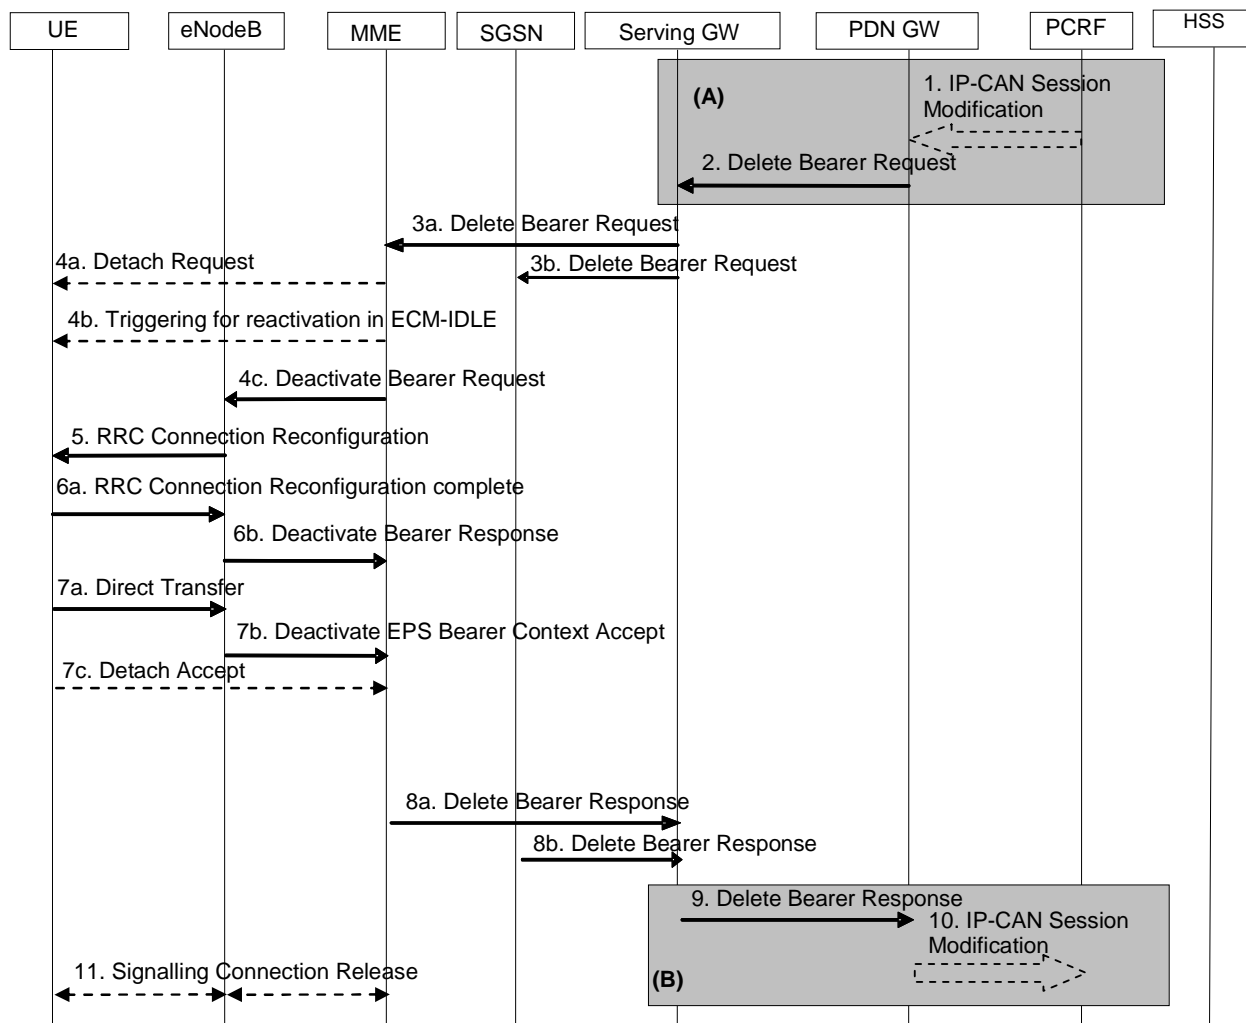 UE
eNodeB
MME
SGSN
Serving GW
PDN GW
PCRF
HSS
(A)
1. IP-CAN Session
Modification
2. Delete Bearer Request
3a. Delete Bearer Request
4a. Detach Request
3b. Delete Bearer Request
4b. Triggering for reactivation in ECM-IDLE
4c. Deactivate Bearer Request
5. RRC Connection Reconfiguration
6a. RRC Connection Reconfiguration complete
6b. Deactivate Bearer Response
7a. Direct Transfer
7b. Deactivate EPS Bearer Context Accept
7c. Detach Accept
8a. Delete Bearer Response
8b. Delete Bearer Response
9. Delete Bearer Response
10. IP-CAN Session
Modification
11. Signalling Connection Release
(B)